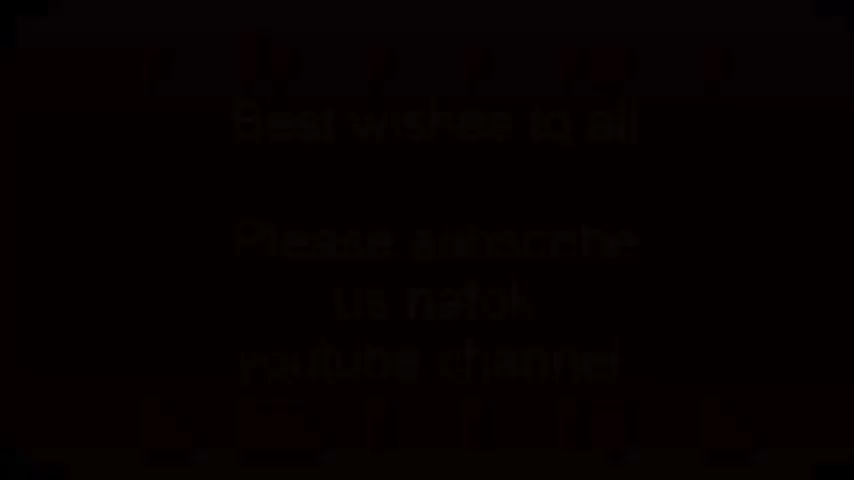 Best wishes to all
Please subscribe
us natok
youtube channel